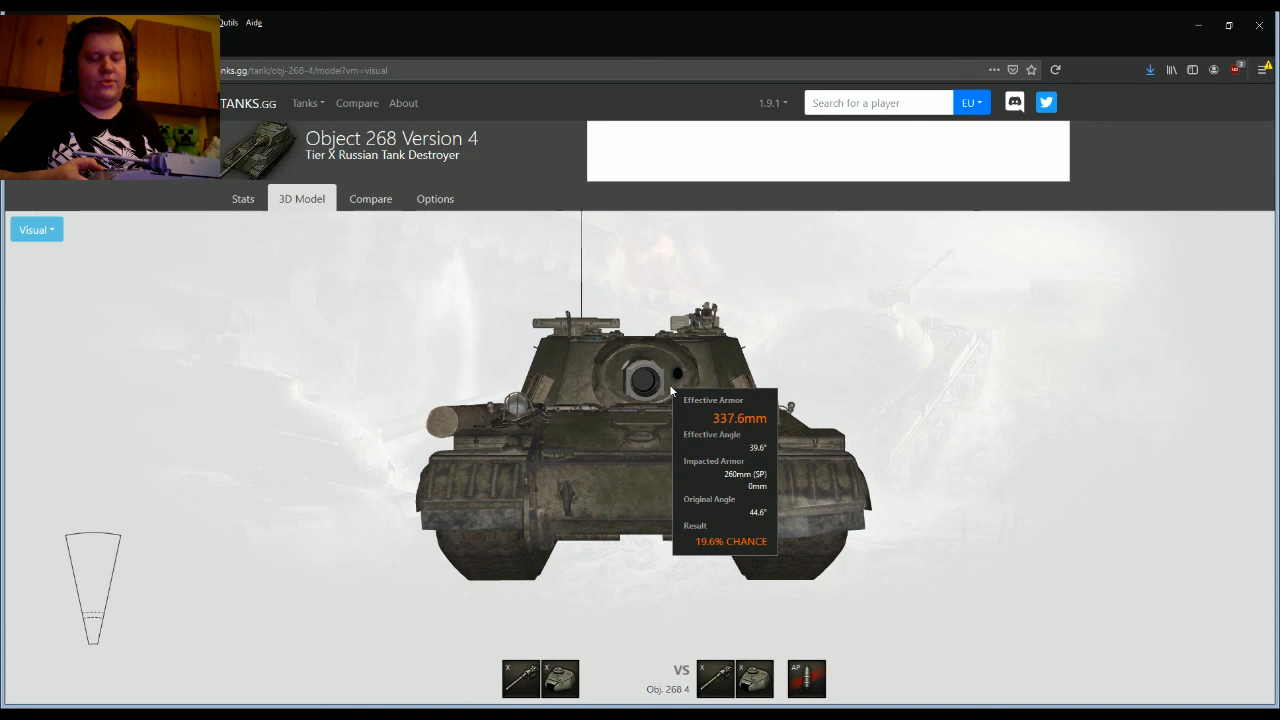 Outils Aide
nks.gg/tank/obj-268-4/model?vm=visual
TANKS.GG Tanks Compare About 1.9.1 Search for a player EU
Object 268 Version 4
Tier X Russian Tank Destroyer
Stats 3D Model Compare Options
Visual
Effective Armor
337.6mm
Effective Angle
39.6°
Impacted Armor
260mm (SP)
0mm
Original Angle
44.6°
Result
19.6% CHANCE
X X VS X X AP
Obj. 268 4